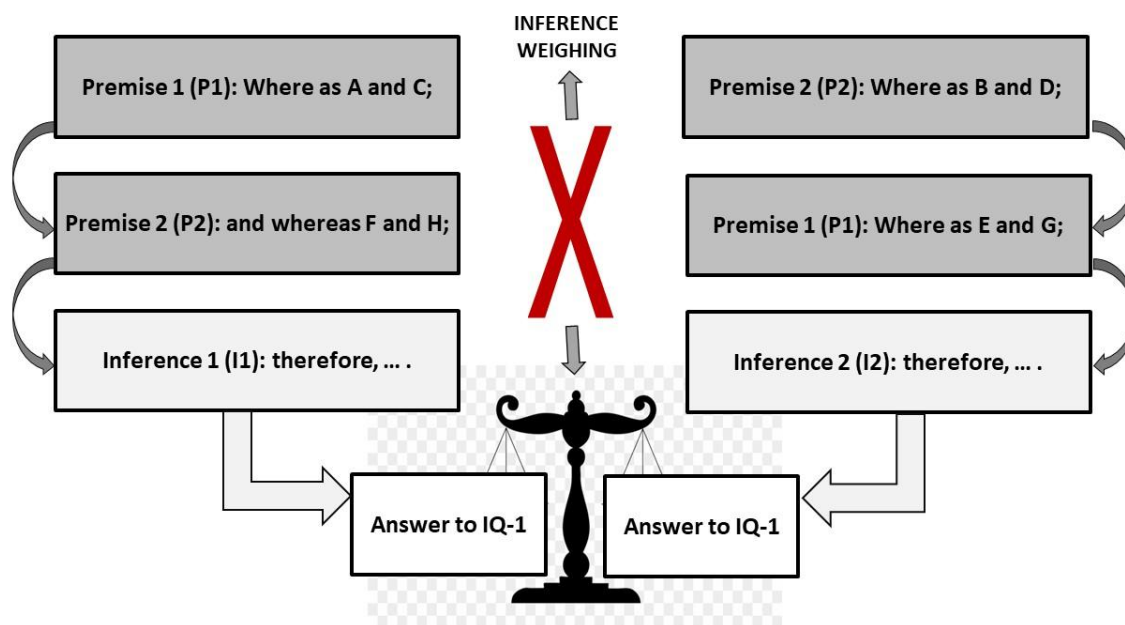 INFERENCE
WEIGHING
Premise 1 (P1): Where as A and C;
Premise 2 (P2): Where as B and D;
Premise 2 (P2): and whereas F and H;
Premise 1 (P1): Where as E and G;
Inference 1 (I1): therefore, ... .
Inference 2 (I2): therefore, ... .
Answer to IQ-1
Answer to IQ-1